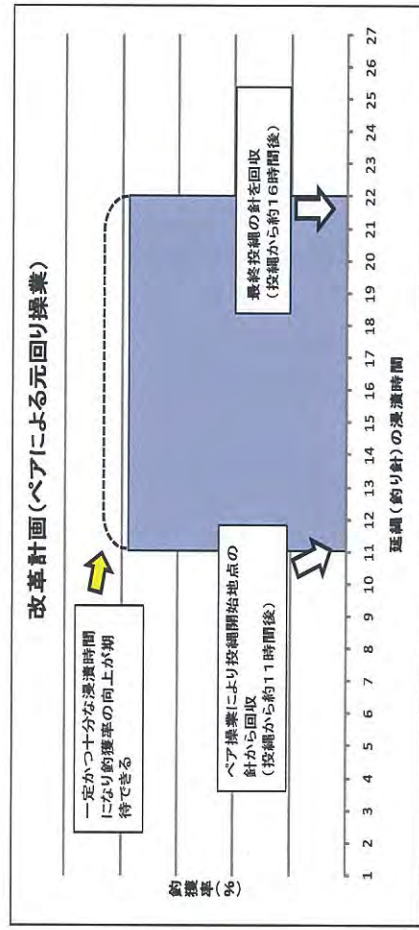 改革計画(ペアによる元回り操業)
一定かつ十分な浸漬時間
になり釣獲率の向上が期
待できる
釣獲率(%)
ペア操業により投縄開始地点の
針から回収
(投縄から約11時間後)
最終投縄の針を回収
(投縄から約16時間後)
1 2 3 4 5 6 7 8 9 10 11 12 13 14 15 16 17 18 19 20 21 22 23 24 25 26 27
延縄(釣り針)の浸漬時間